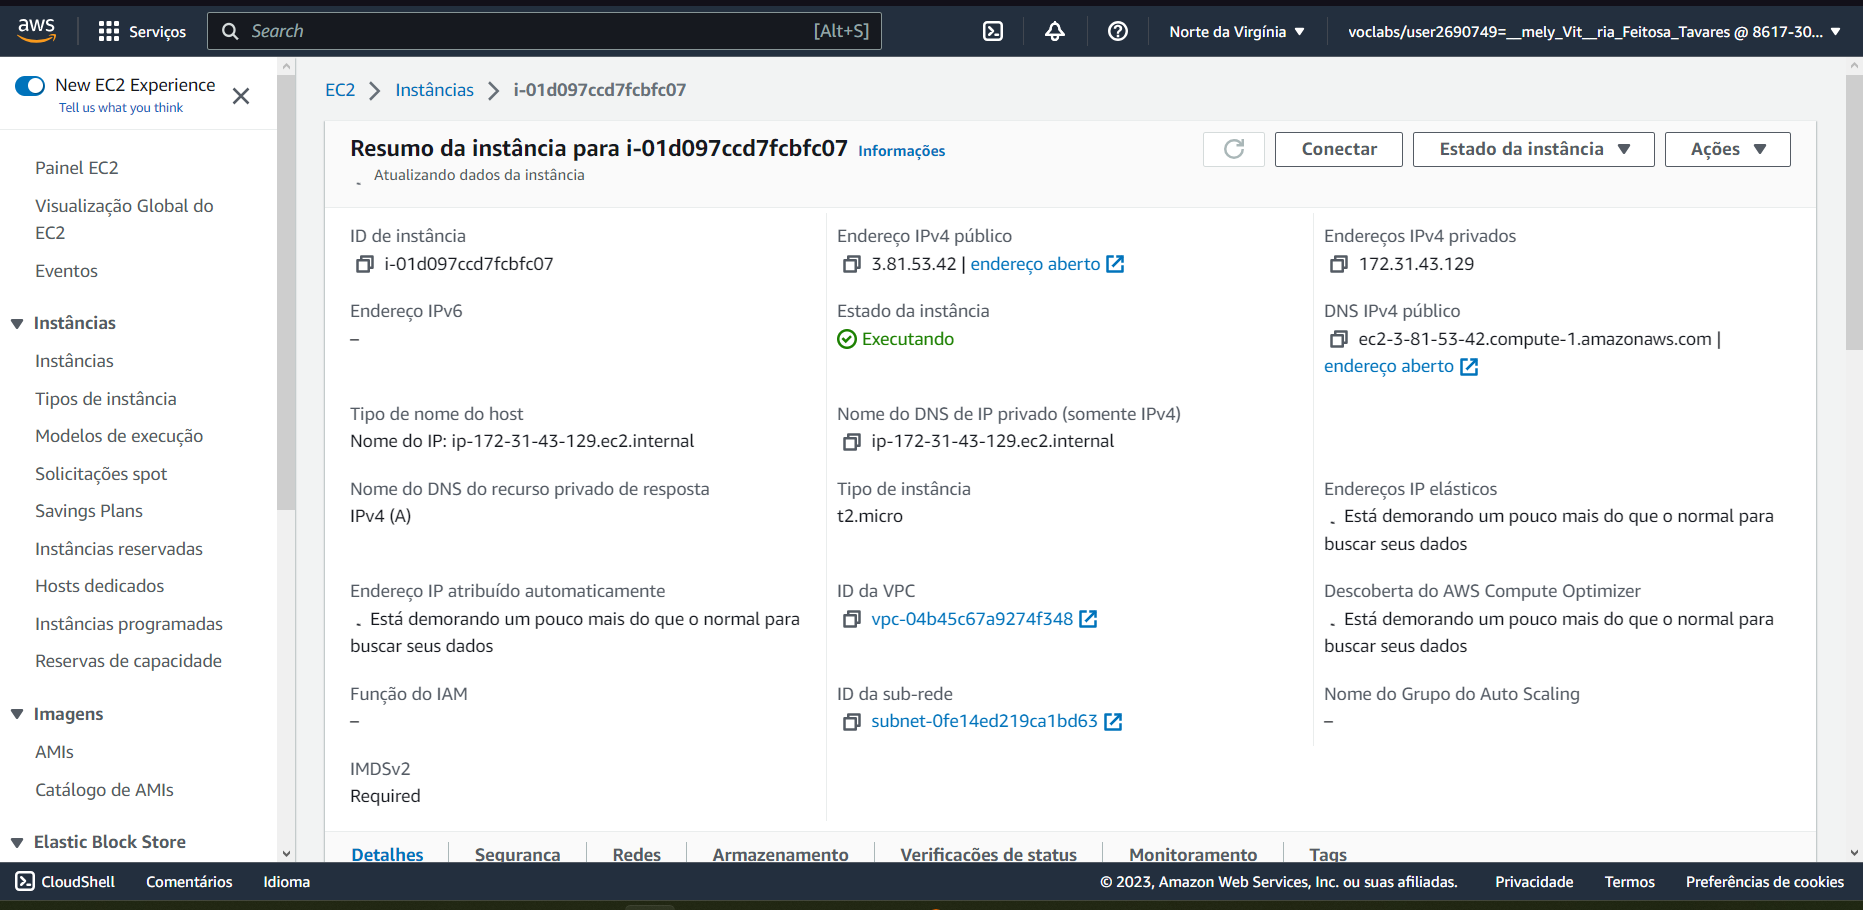 aws
Serviços
Search
[Alt+S]
Norte da Virgínia
voclabs/user2690749=__mely_Vit__ria_Feitosa_Tavares @ 8617-30...
New EC2 Experience
Tell us what you think
Painel EC2
Visualização Global do
EC2
Eventos
Instâncias
Instâncias
Tipos de instância
Modelos de execução
Solicitações spot
Savings Plans
Instâncias reservadas
Hosts dedicados
Instâncias programadas
Reservas de capacidade
Imagens
AMIs
Catálogo de AMIs
Elastic Block Store
EC2
Instâncias
i-01d097ccd7fcbfc07
Resumo da instância para i-01d097ccd7fcbfc07 Informações
Atualizando dados da instância
Conectar
Estado da instância
Ações
ID de instância
i-01d097ccd7fcbfc07
Endereço IPv4 público
3.81.53.42 | endereço aberto
Endereços IPv4 privados
172.31.43.129
Endereço IPv6
–
Estado da instância
Executando
DNS IPv4 público
ec2-3-81-53-42.compute-1.amazonaws.com |
endereço aberto
Tipo de nome do host
Nome do IP: ip-172-31-43-129.ec2.internal
Nome do DNS de IP privado (somente IPv4)
ip-172-31-43-129.ec2.internal
Nome do DNS do recurso privado de resposta
IPv4 (A)
Tipo de instância
t2.micro
Endereços IP elásticos
Está demorando um pouco mais do que o normal para
buscar seus dados
Endereço IP atribuído automaticamente
Está demorando um pouco mais do que o normal para
buscar seus dados
ID da VPC
vpc-04b45c67a9274f348
Descoberta do AWS Compute Optimizer
Está demorando um pouco mais do que o normal para
buscar seus dados
Função do IAM
–
ID da sub-rede
subnet-0fe14ed219ca1bd63
Nome do Grupo do Auto Scaling
–
IMDSv2
Required
Detalhes
Segurança
Redes
Armazenamento
Verificações de status
Monitoramento
Tags
CloudShell
Comentários
Idioma
© 2023, Amazon Web Services, Inc. ou suas afiliadas.
Privacidade
Termos
Preferências de cookies